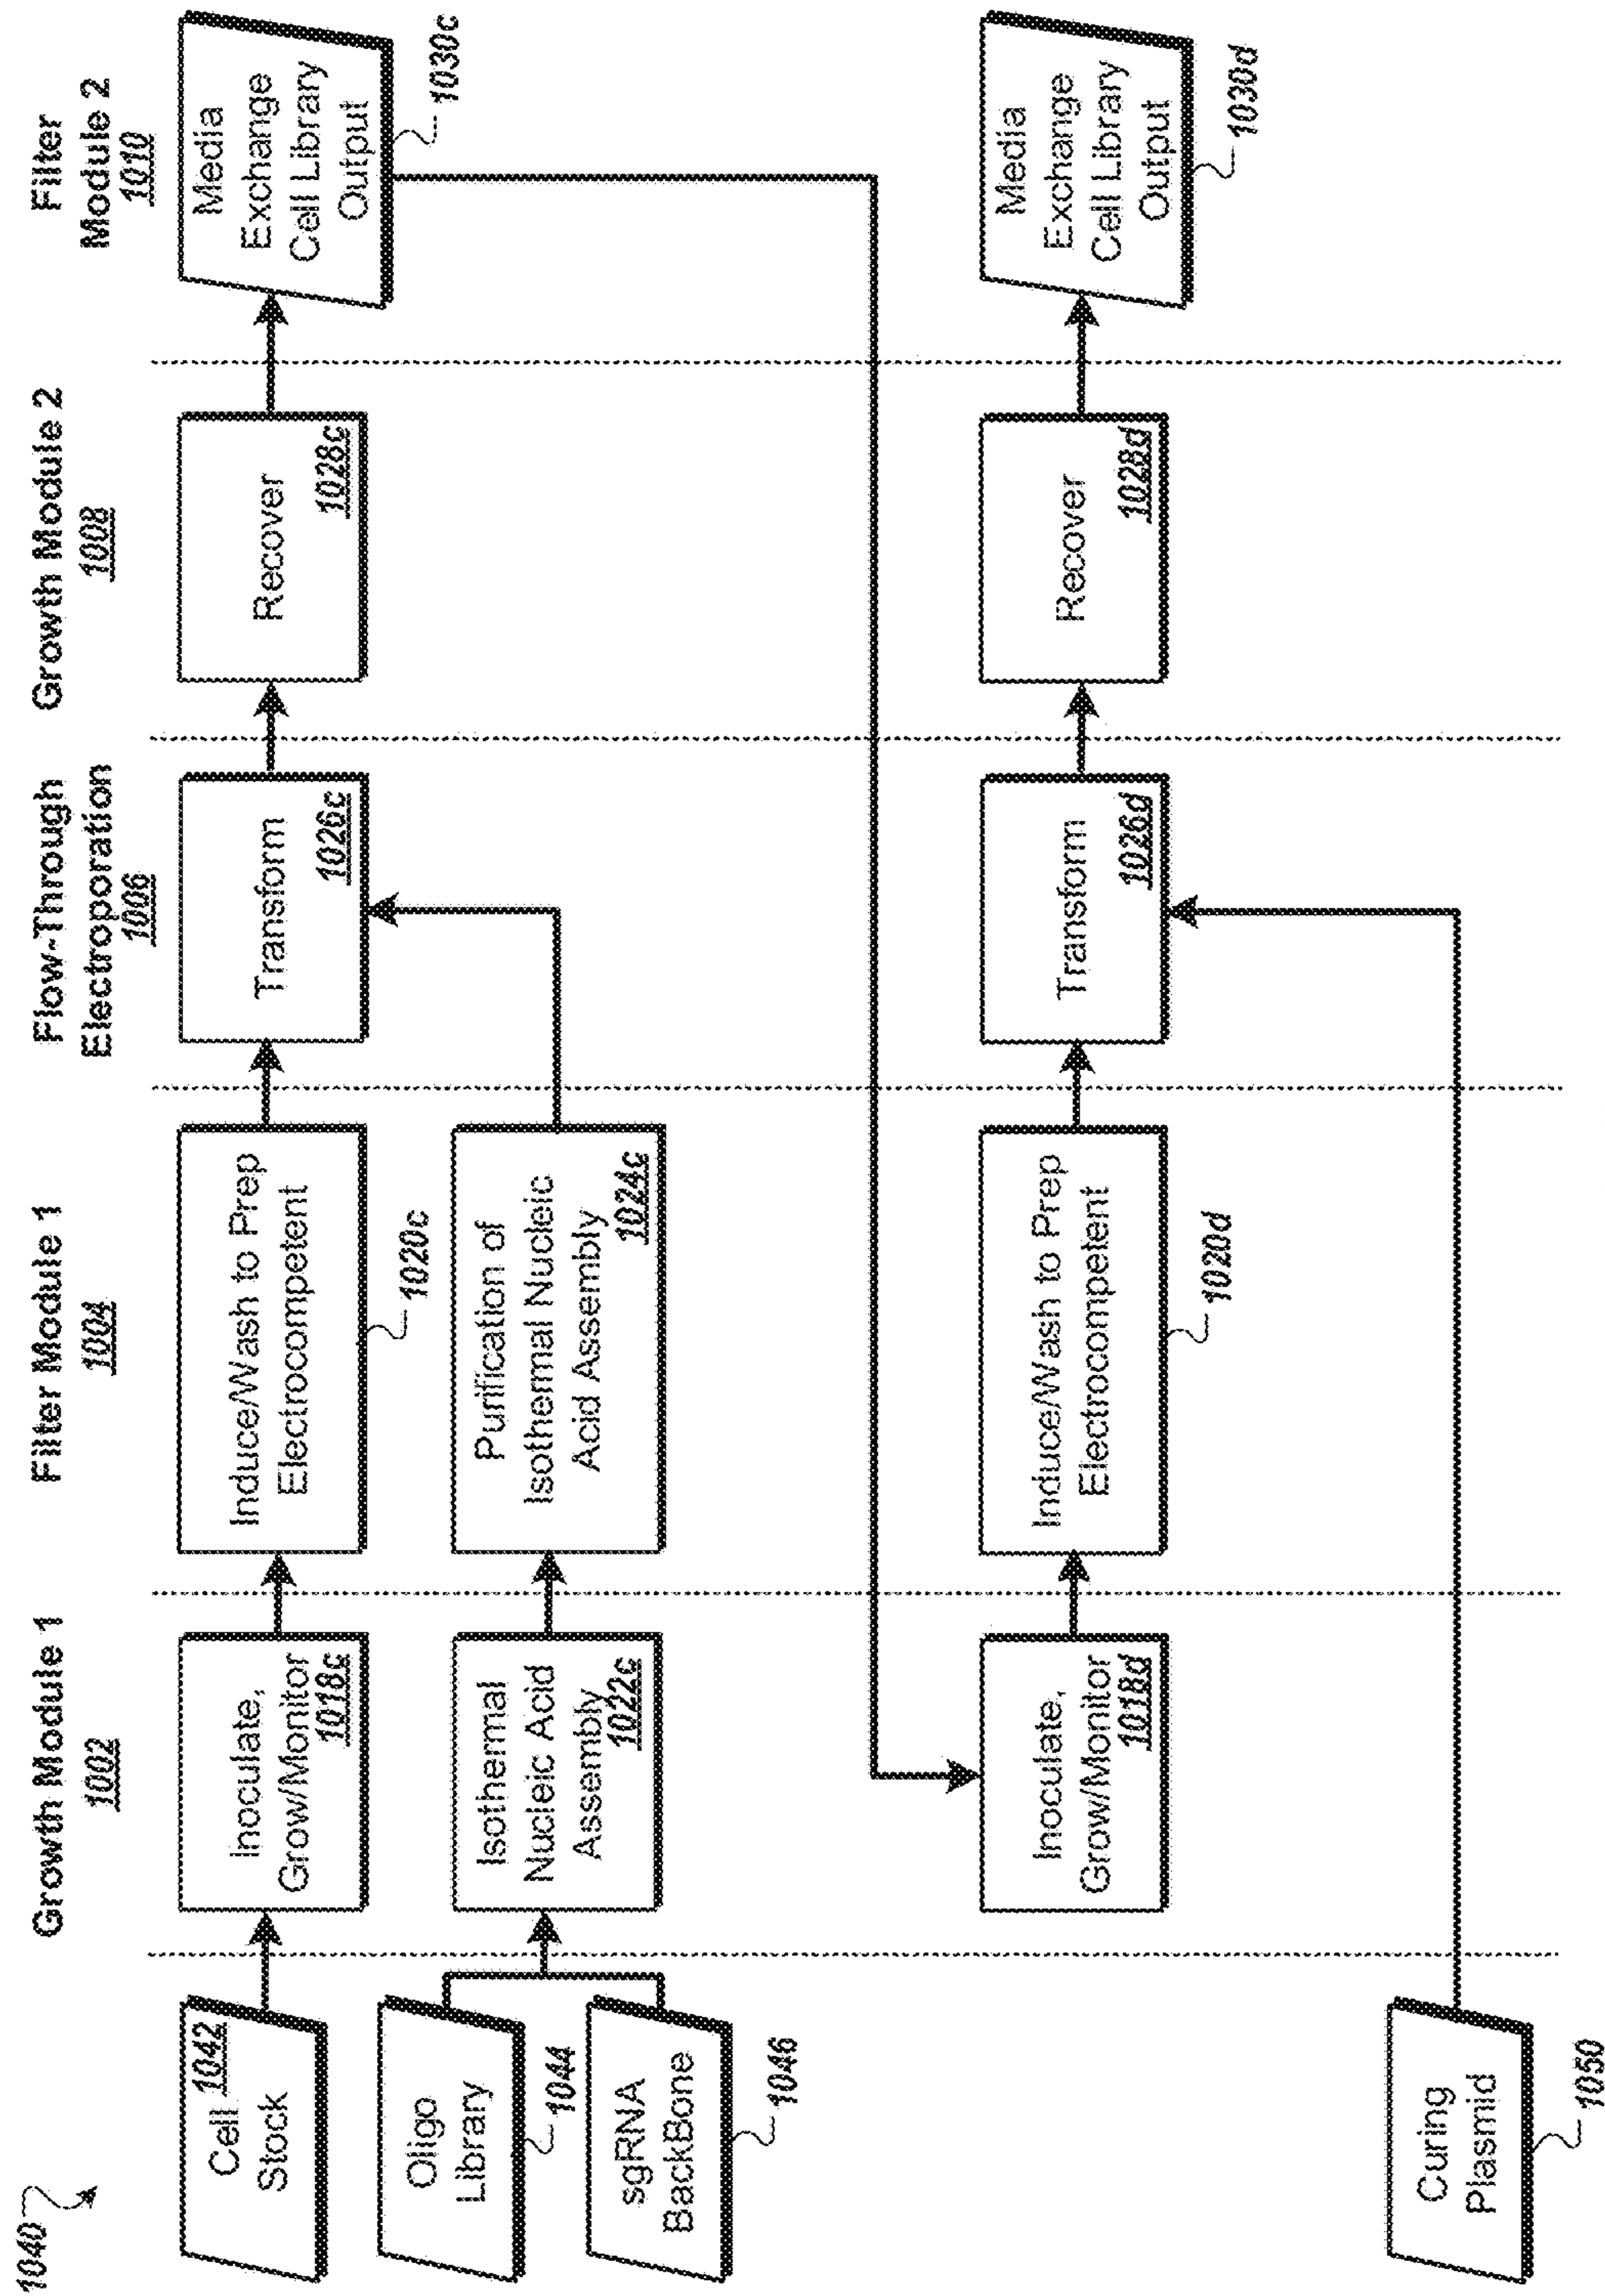 1040
Growth Module 1
1002
Filter Module 1
1004
Flow-Through
Electroporation
1006
Growth Module 2
1008
Filter
Module 2
1010
Cell 1042
Stock
Inoculate,
Grow/Monitor
1018c
Induce/Wash to Prep
Electrocompetent
1020c
Transform
1026c
Recover
1028c
Media
Exchange
Cell Library
Output
1030c
Oligo
Library
1044
sgRNA
BackBone
1046
Isothermal
Nucleic Acid
Assembly
1022c
Purification of
Isothermal Nucleic
Acid Assembly
1024c
Inoculate,
Grow/Monitor
1018d
Induce/Wash to Prep
Electrocompetent
1020d
Transform
1026d
Recover
1028d
Media
Exchange
Cell Library
Output
1030d
Curing
Plasmid
1050